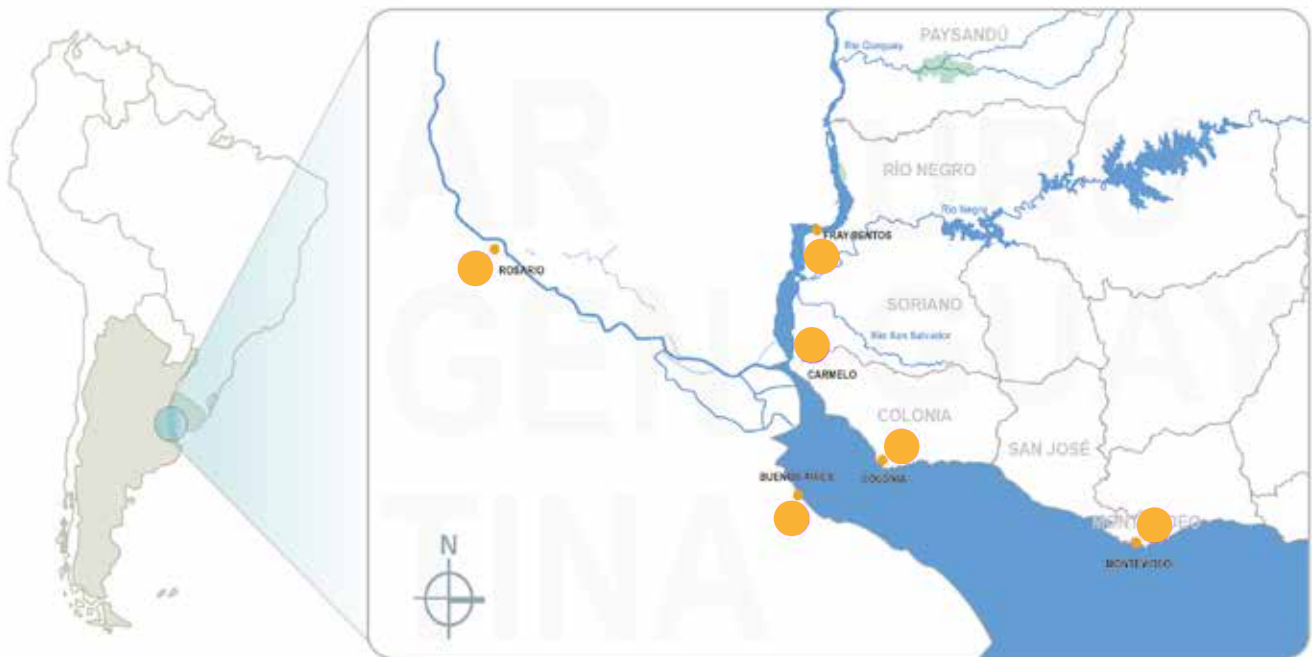 PAYSANDÚ
Río Queguay
AR
URU
RÍO NEGRO
Río Negro
FRAY BENTOS
ROSARIO
SORIANO
GEN
GUAY
Río San Salvador
CARMELO
COLONIA
SAN JOSÉ
BUENOS AIRES
COLONIA
MONTEVIDEO
TINA
N
MONTEVIDEO